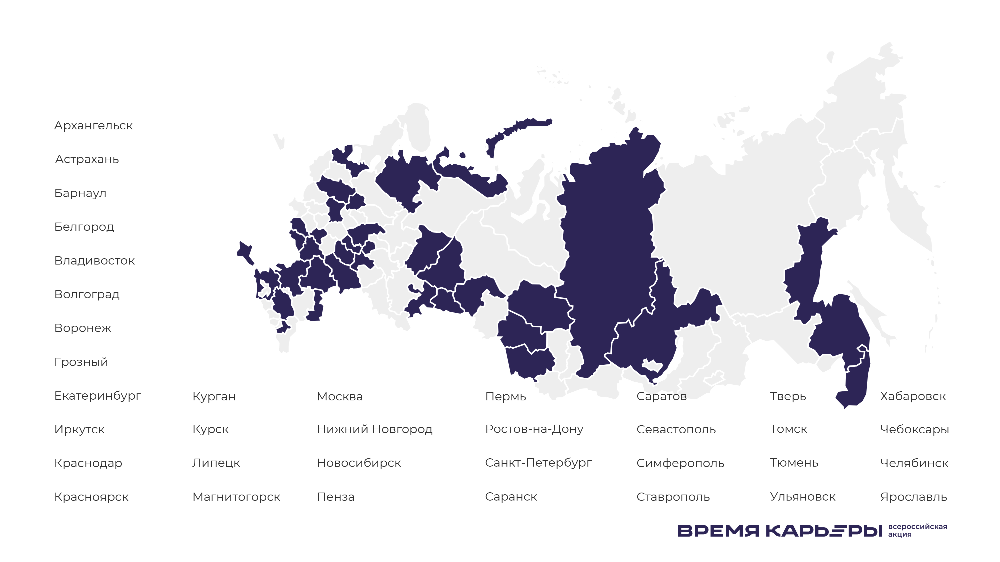 Архангельск
Астрахань
Барнаул
Белгород
Владивосток
Волгоград
Воронеж
Грозный
Екатеринбург
Иркутск
Краснодар
Красноярск
Курган
Курск
Липецк
Магнитогорск
Москва
Нижний Новгород
Новосибирск
Пенза
Пермь
Ростов-на-Дону
Санкт-Петербург
Саранск
Саратов
Севастополь
Симферополь
Ставрополь
Тверь
Томск
Тюмень
Ульяновск
Хабаровск
Чебоксары
Челябинск
Ярославль
ВРЕМЯ КАРЬЕРЫ
всероссийская
акция